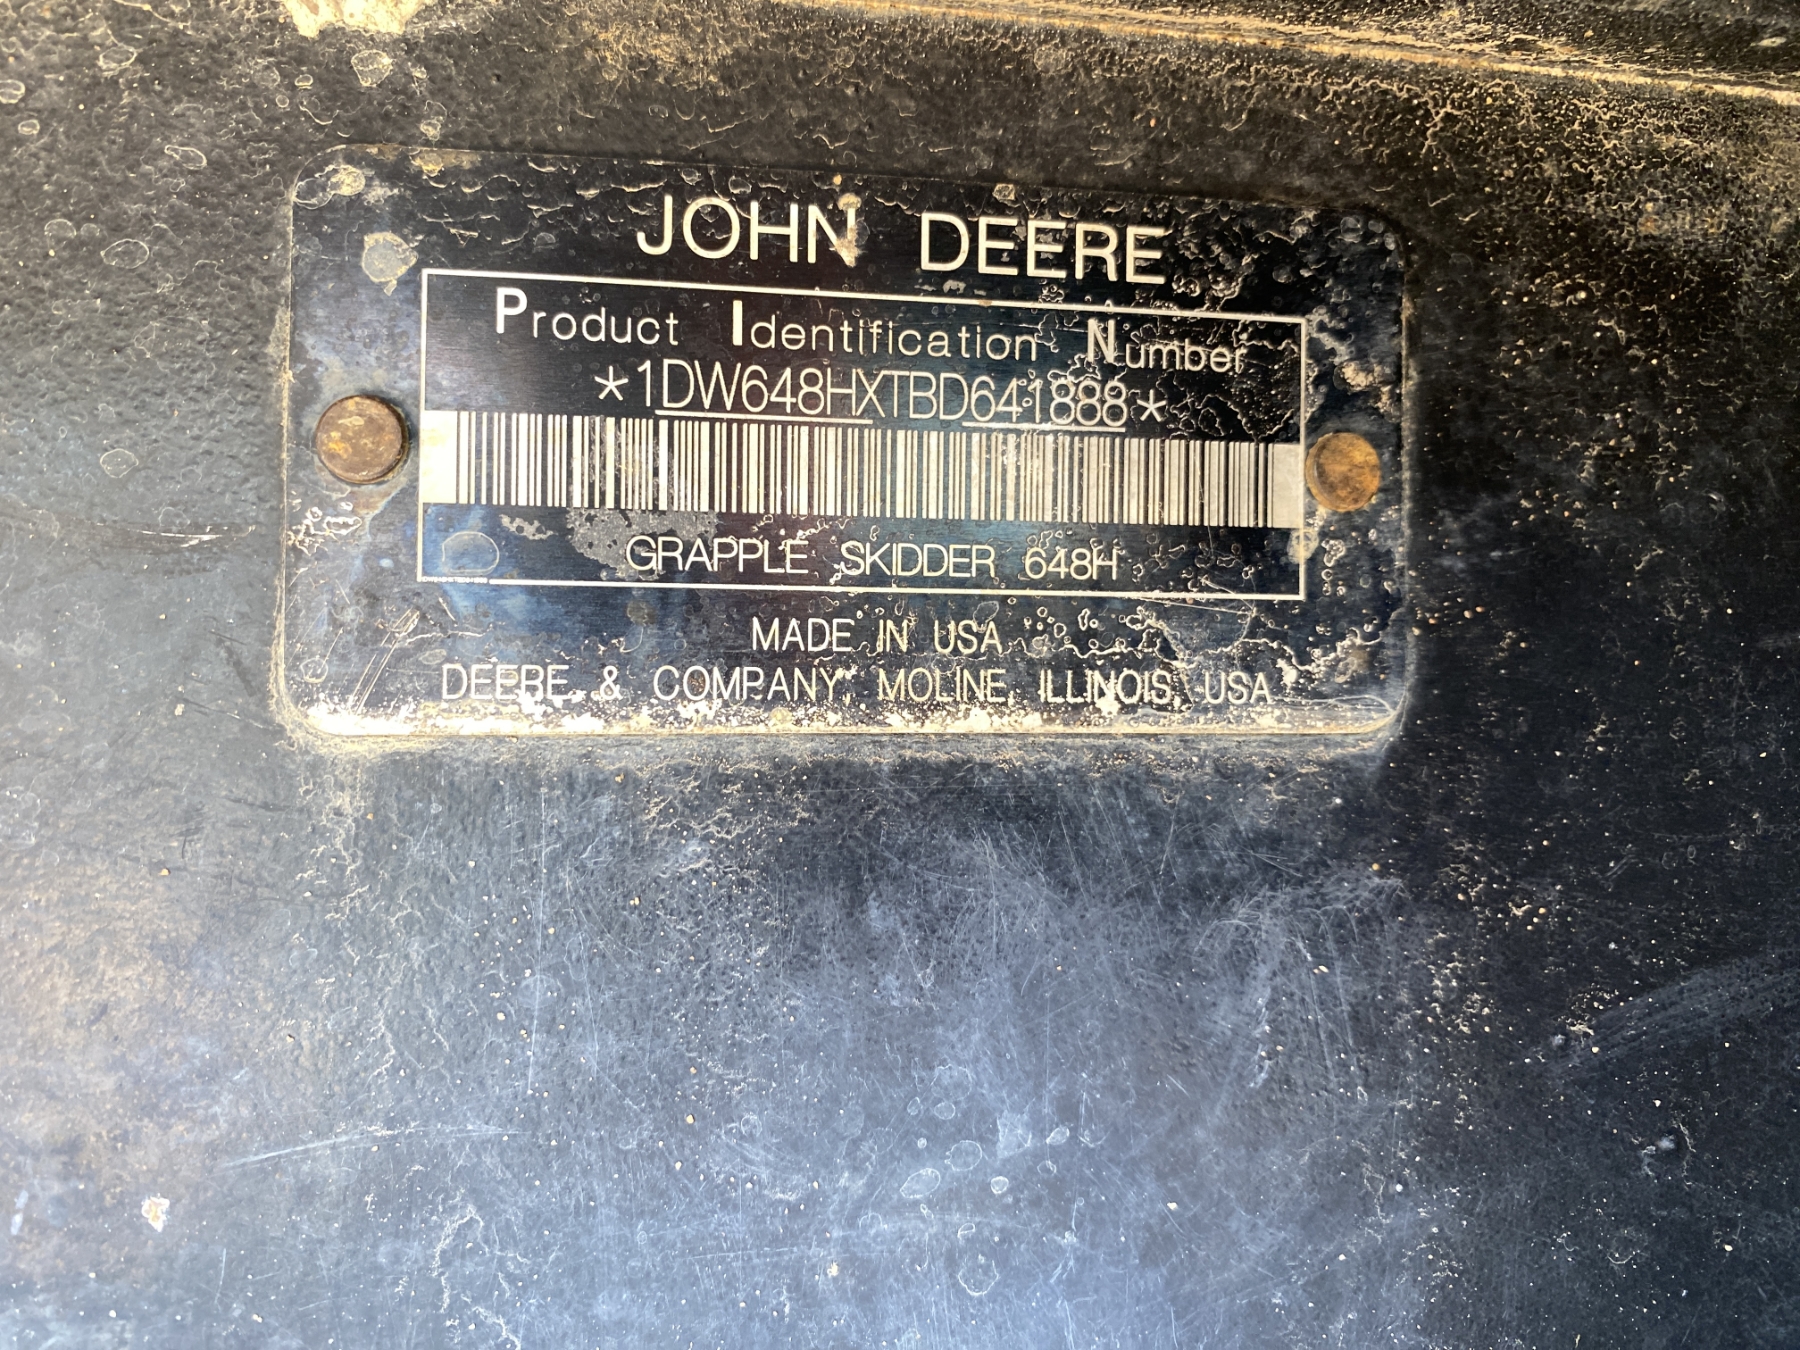 JOHN DEERE
Product Identification Number
*1DW648HXTBD641888*
GRAPPLE SKIDDER 648H
MADE IN USA
DEERE & COMPANY, MOLINE, ILLINOIS, USA